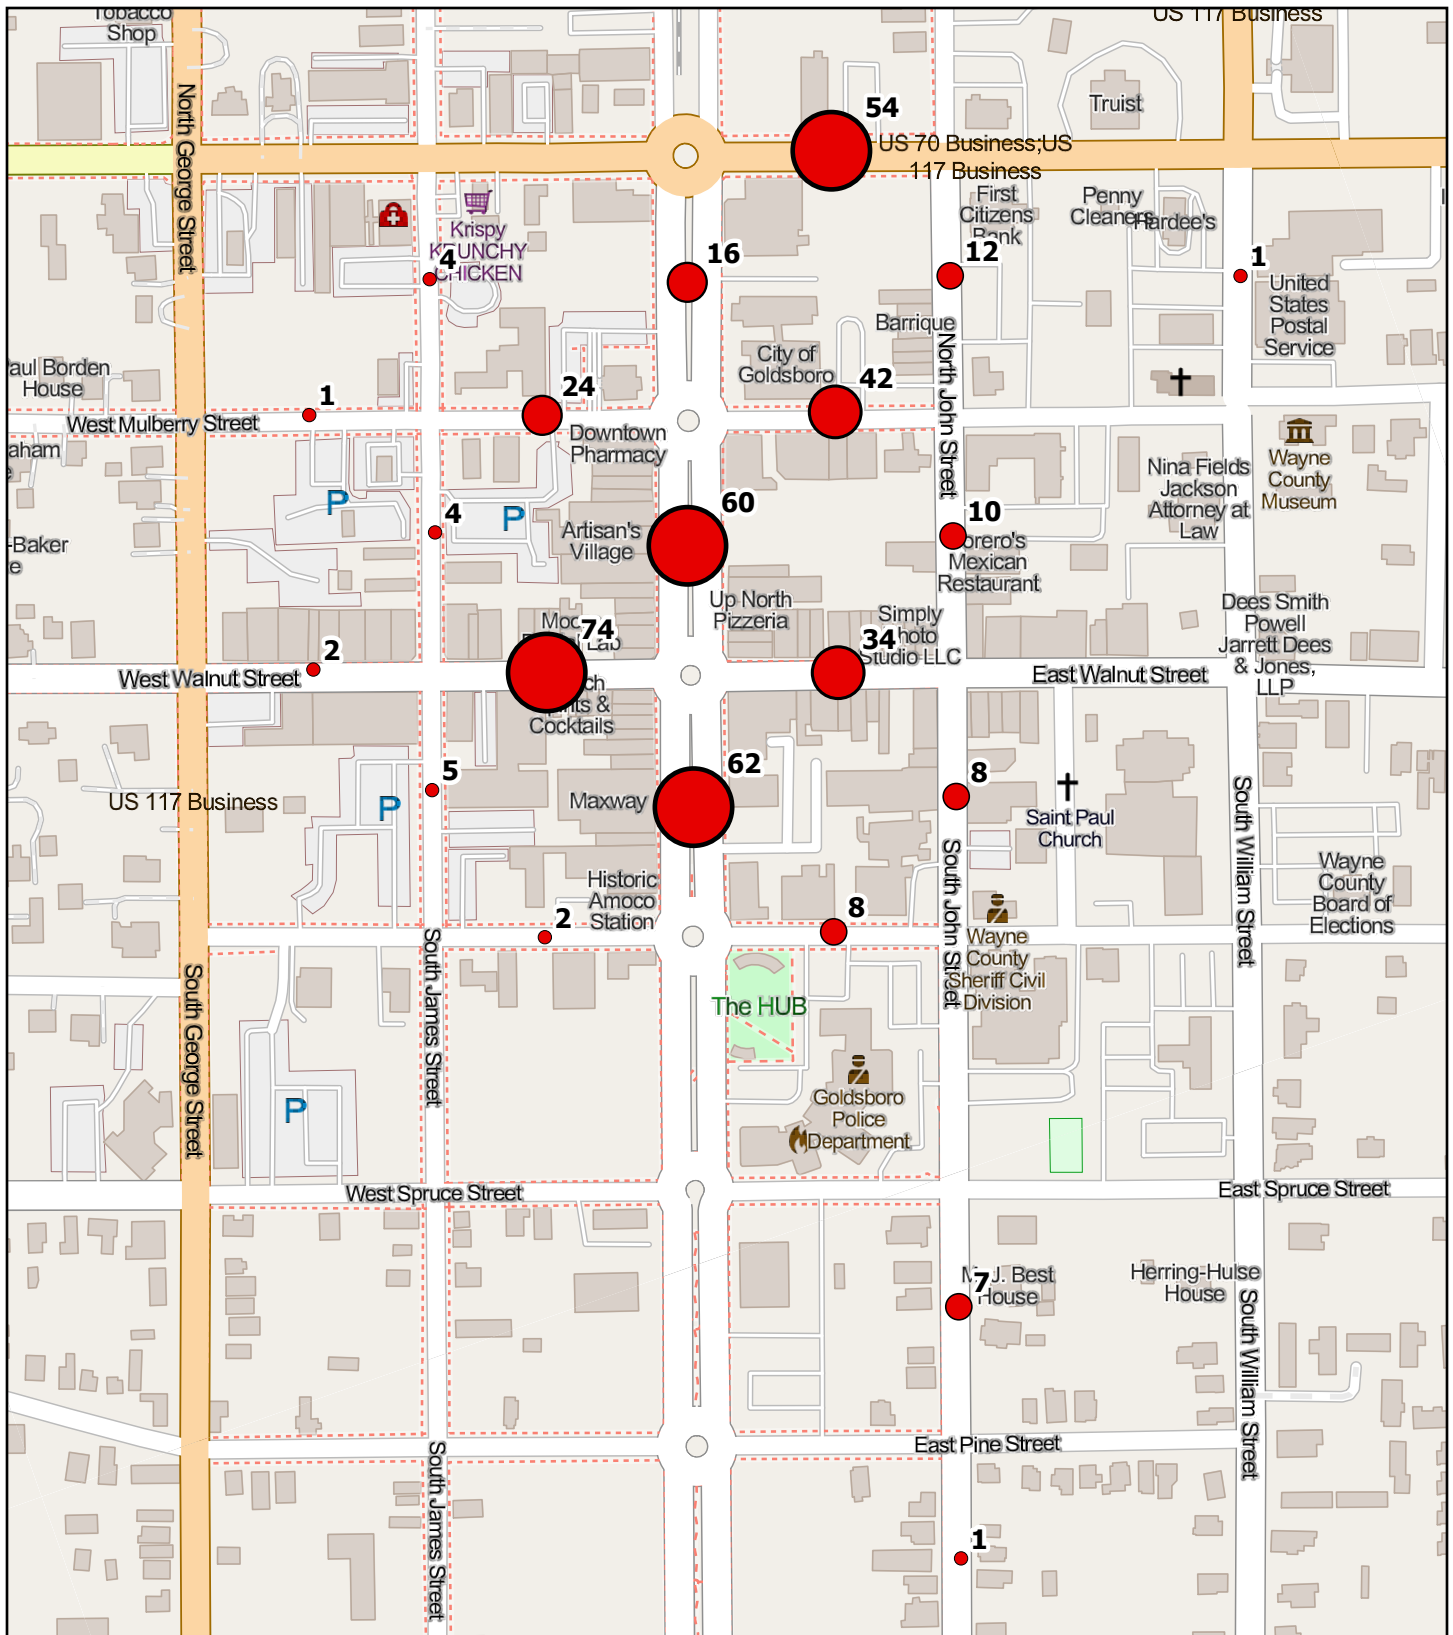 Tobacco
Shop
US 117 Business
Truist
54
US 70 Business;US
117 Business
North George Street
First
Citizens
Bank
Penny
Cleaners
Hardee's
Krispy
KRUNCHY
CHICKEN
4
16
12
1
United
States
Postal
Service
Barrique
City of
Goldsboro
North John Street
Paul Borden
House
1
24
42
West Mulberry Street
Downtown
Pharmacy
aham
Wayne
County
Museum
Nina Fields
Jackson
Attorney at
Law
P
P
4
60
10
Artisan's
Village
-Baker
e
orero's
Mexican
Restaurant
Up North
Pizzeria
Simply
hoto
Studio LLC
Dees Smith
Powell
Jarrett Dees
& Jones,
LLP
2
74
34
West Walnut Street
East Walnut Street
ch
nts &
Cocktails
5
62
8
US 117 Business
P
Maxway
Saint Paul
Church
South William Street
South John Street
Historic
Amoco
Station
Wayne
County
Board of
Elections
2
8
Wayne
County
Sheriff Civil
Division
South James Street
South George Street
The HUB
P
Goldsboro
Police
Department
West Spruce Street
East Spruce Street
7
M. J. Best
House
Herring-Hulse
House
South William Street
East Pine Street
South James Street
1